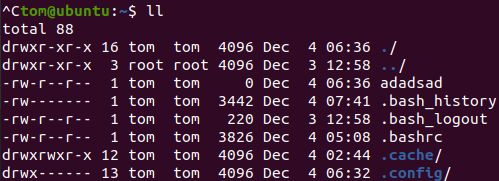 ^Ctom@ubuntu:~$ ll
total 88
drwxr-xr-x 16 tom  tom  4096 Dec  4 06:36 ./
drwxr-xr-x  3 root root 4096 Dec  3 12:58 ../
-rw-r--r--  1 tom  tom     0 Dec  4 06:36 adadsad
-rw-------  1 tom  tom  3442 Dec  4 07:41 .bash_history
-rw-r--r--  1 tom  tom   220 Dec  3 12:58 .bash_logout
-rw-r--r--  1 tom  tom  3826 Dec  4 05:08 .bashrc
drwxrwxr-x 12 tom  tom  4096 Dec  4 02:44 .cache/
drwx------ 13 tom  tom  4096 Dec  4 06:32 .config/